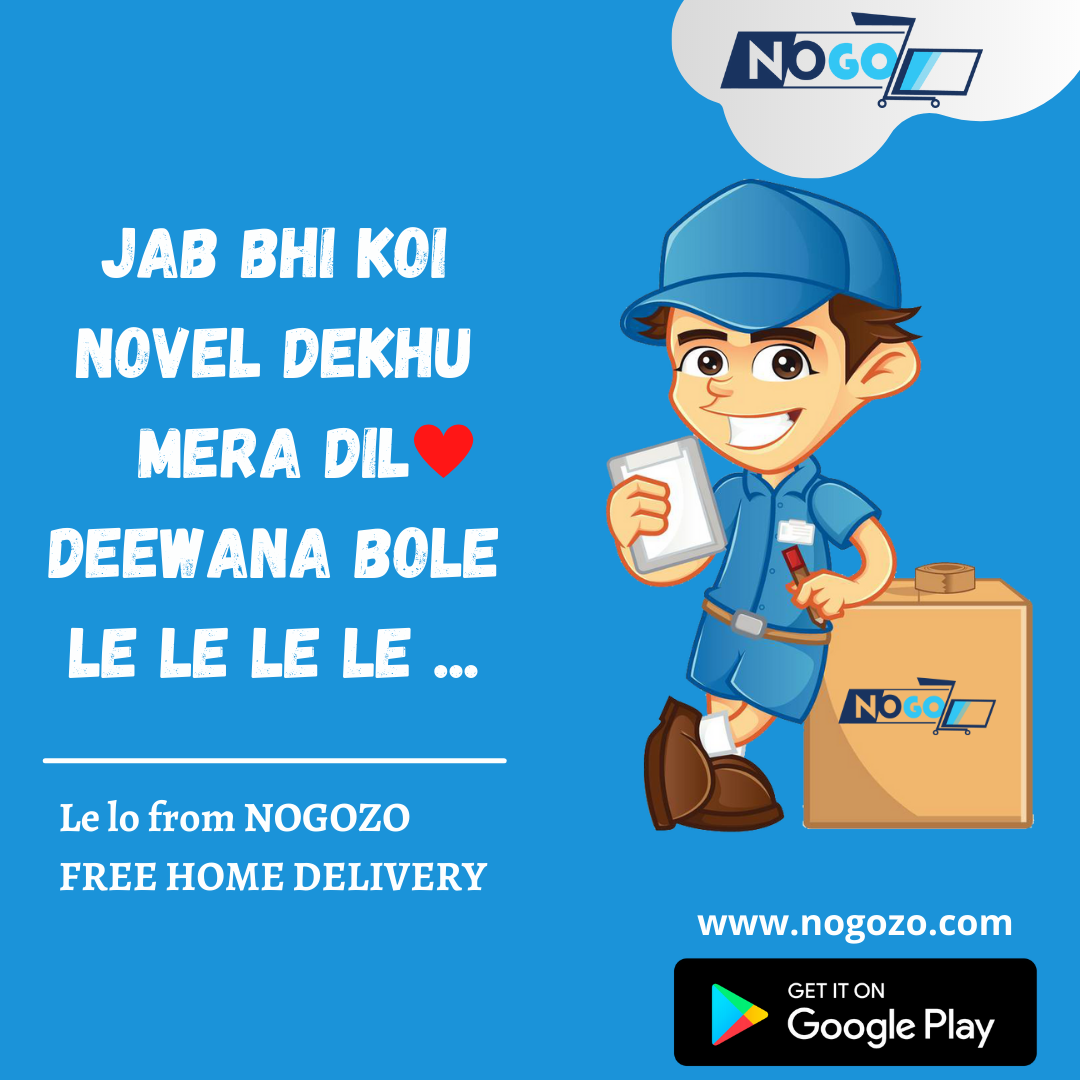 NOGO
JAB BHI KOI
NOVEL DEKHU
MERA DIL❤
DEEWANA BOLE
LE LE LE LE ...
Le lo from NOGOZO
FREE HOME DELIVERY
NOGO
www.nogozo.com
GET IT ON
Google Play